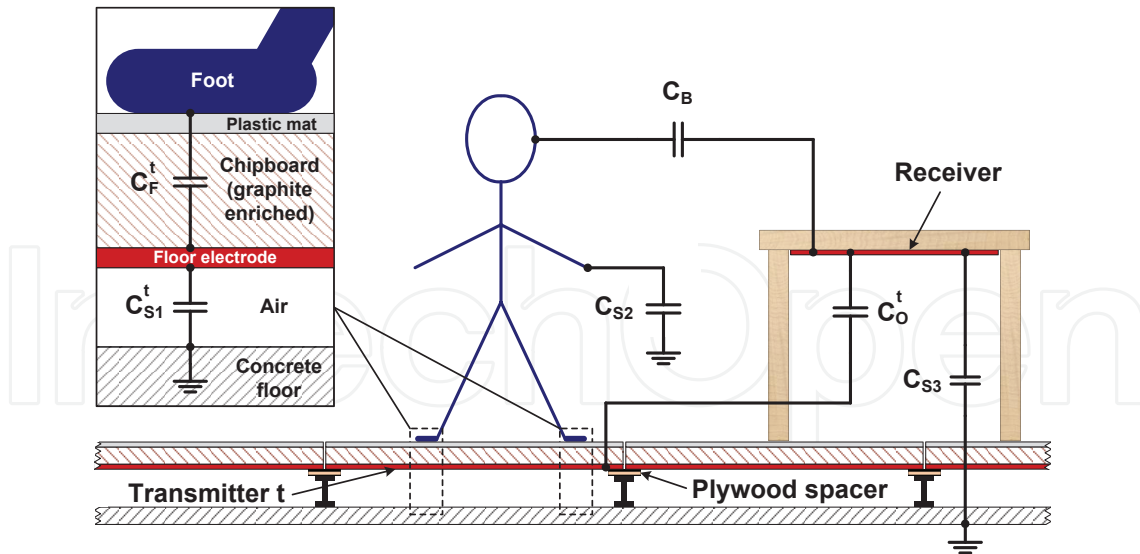 Foot
Plastic mat
C_F^t
Chipboard
(graphite
enriched)
Floor electrode
C_S1^t
Air
Concrete
floor
C_B
Receiver
C_S2
C_O^t
C_S3
Transmitter t
Plywood spacer
IntechOpen